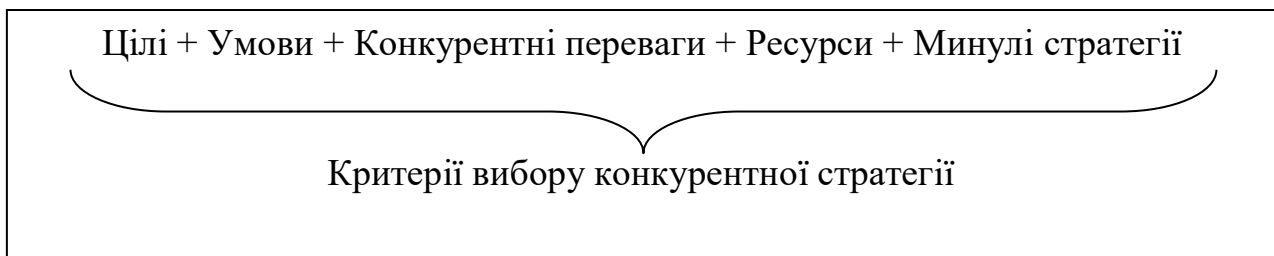 Цілі + Умови + Конкурентні переваги + Ресурси + Минулі стратегії
Критерії вибору конкурентної стратегії